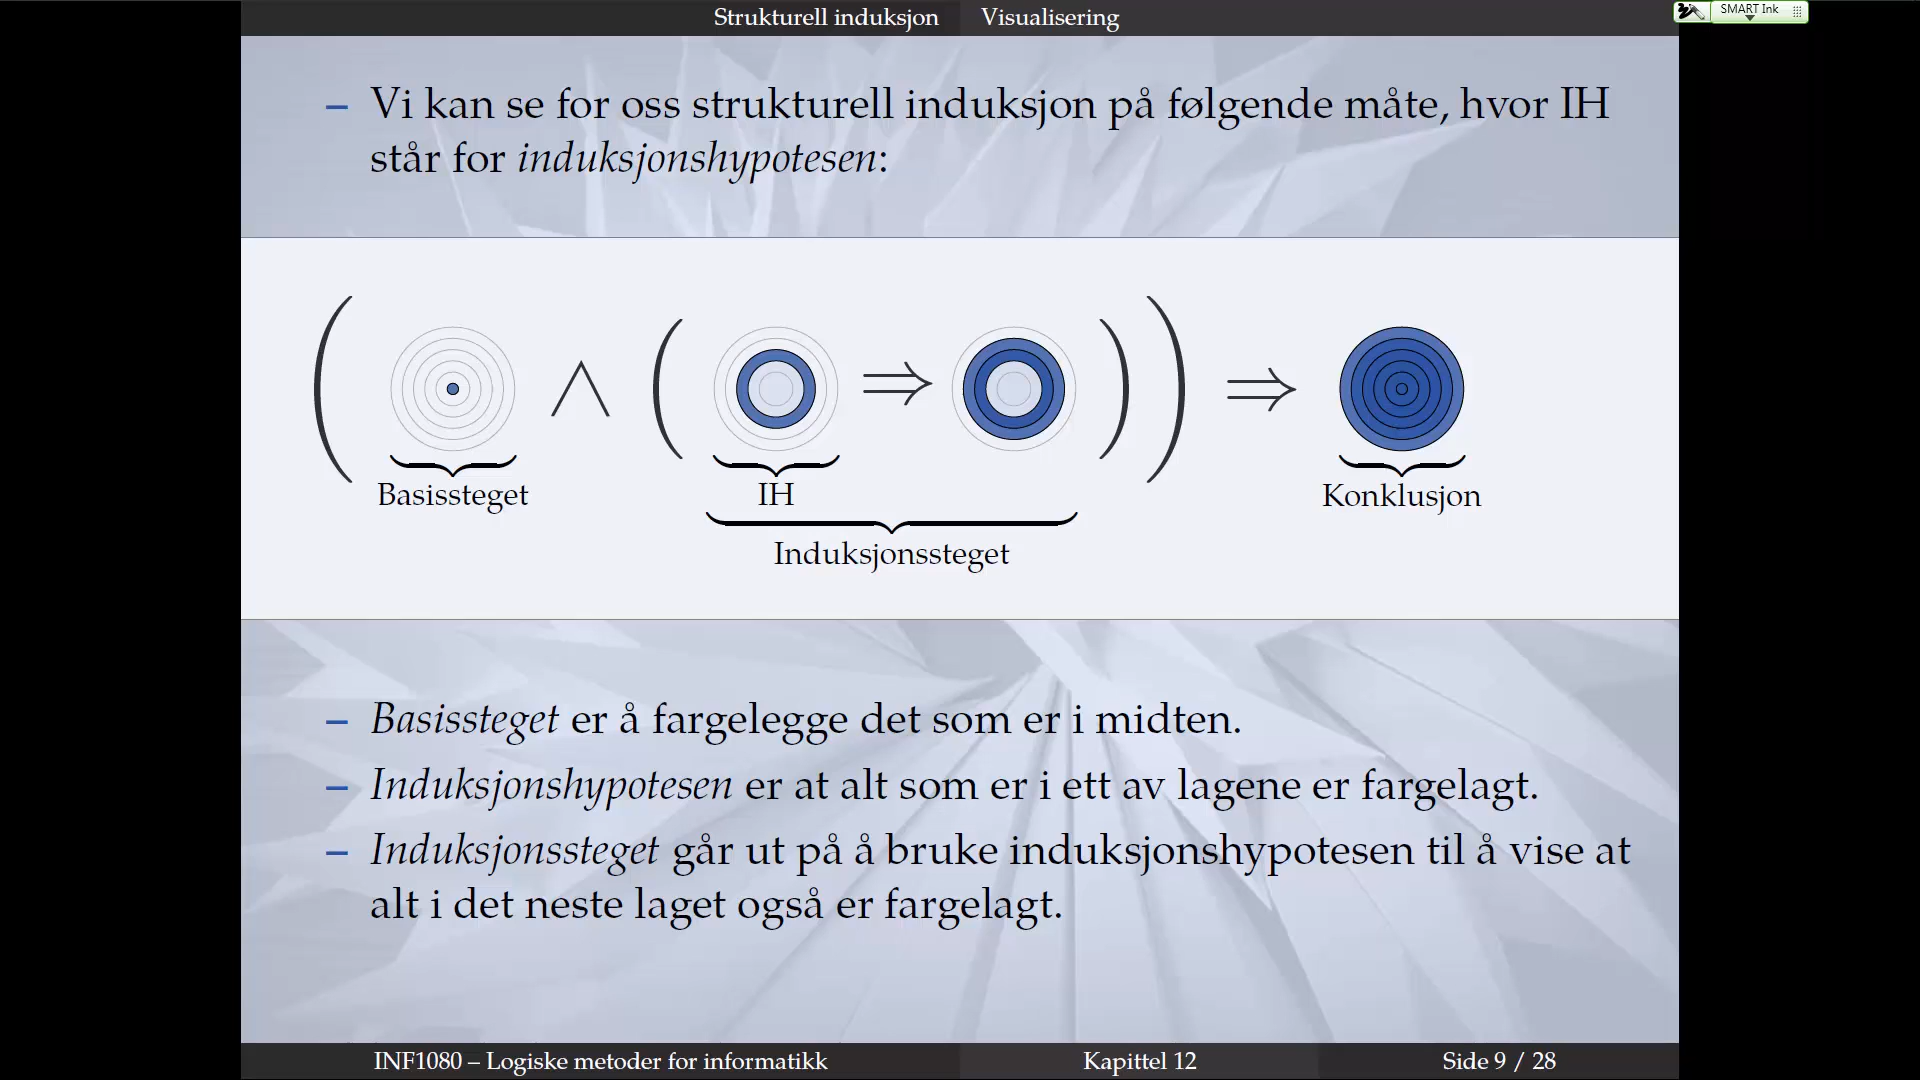 Strukturell induksjon Visualisering
SMART Ink
– Vi kan se for oss strukturell induksjon på følgende måte, hvor IH
står for induksjonshypotesen:
( ∧ ( ⇒ ) ) ⇒
Basissteget IH Konklusjon
Induksjonssteget
– Basissteget er å fargelegge det som er i midten.
– Induksjonshypotesen er at alt som er i ett av lagene er fargelagt.
– Induksjonssteget går ut på å bruke induksjonshypotesen til å vise at
alt i det neste laget også er fargelagt.
INF1080 – Logiske metoder for informatikk Kapittel 12 Side 9 / 28